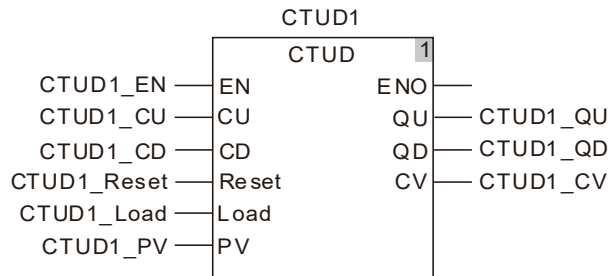 CTUD1
CTUD 1
CTUD1_EN EN ENO
CTUD1_CU CU QU CTUD1_QU
CTUD1_CD CD QD CTUD1_QD
CTUD1_Reset Reset CV CTUD1_CV
CTUD1_Load Load
CTUD1_PV PV